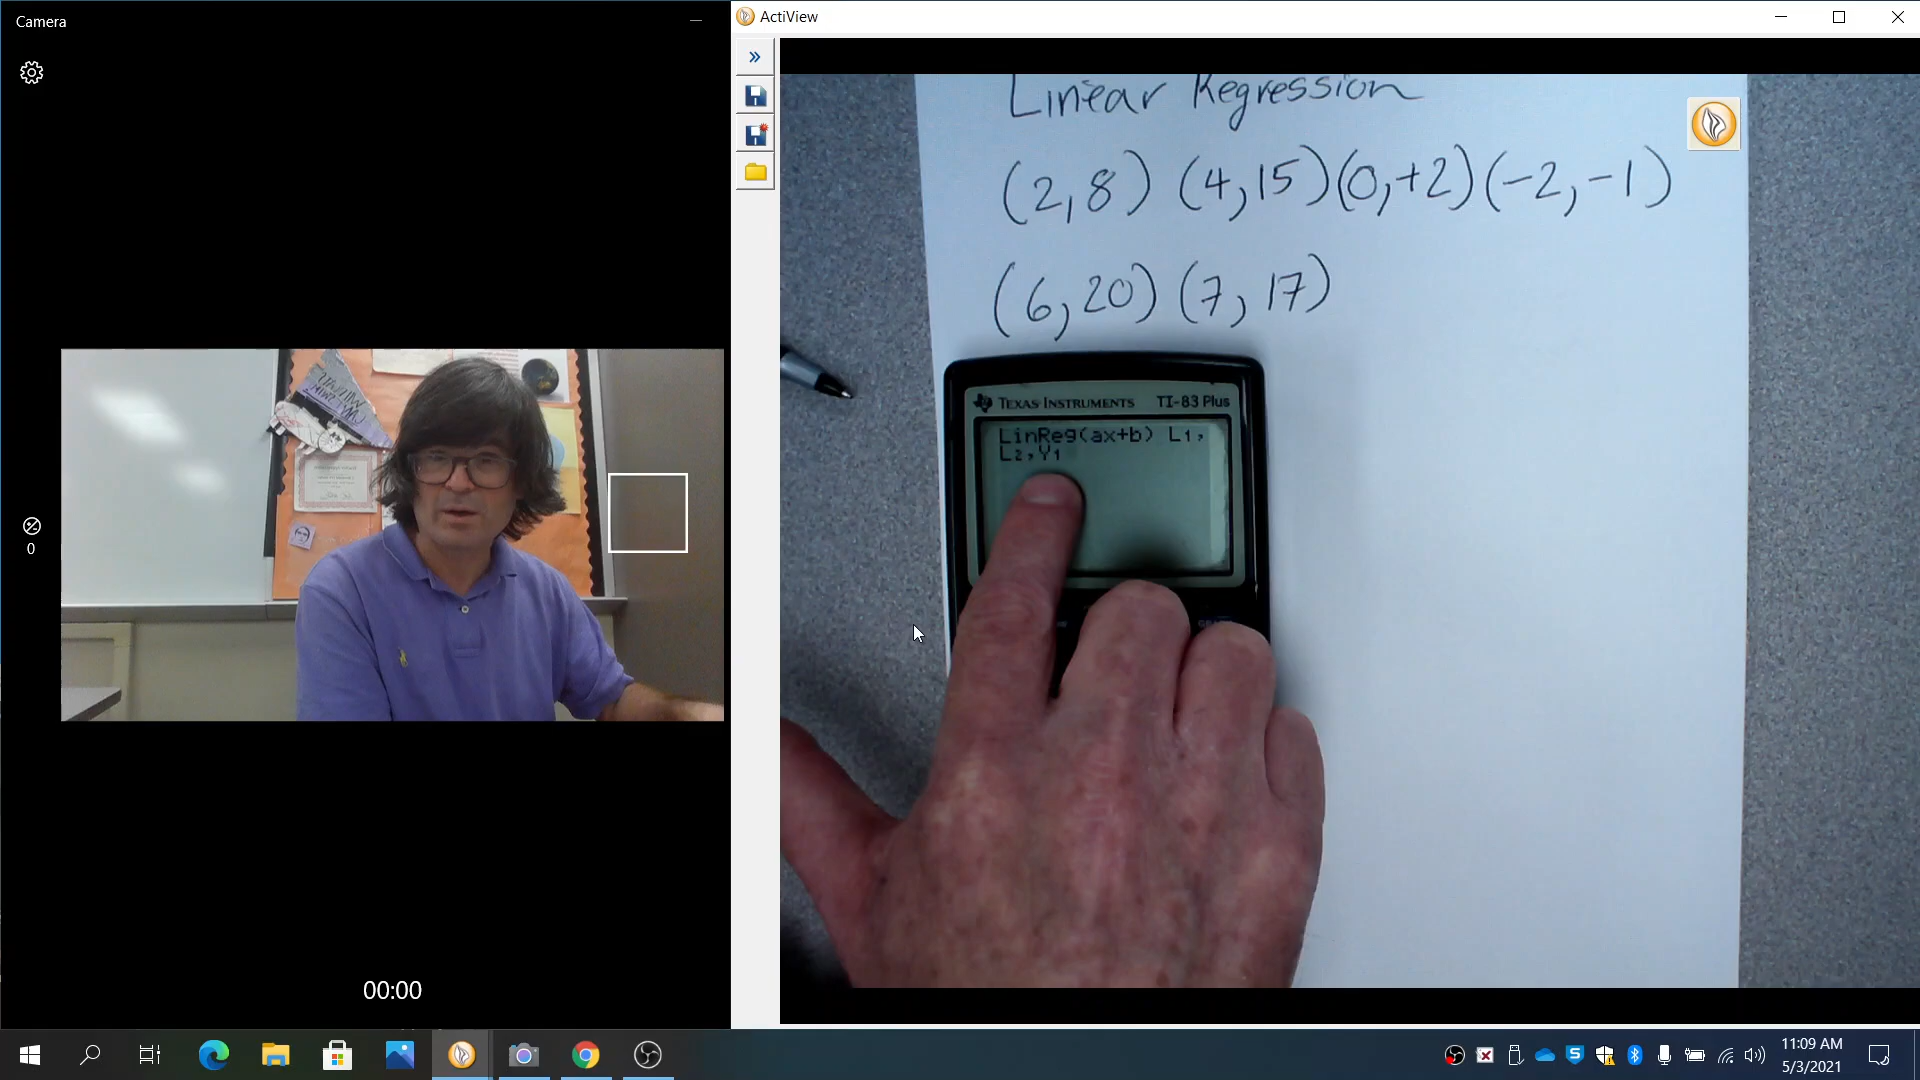 Camera
ActiView
0
00:00
Linear Regression
(2,8) (4,15) (0,+2) (-2,-1)
(6,20) (7,17)
TEXAS INSTRUMENTS TI-83 Plus
LinReg(ax+b) L1,
L2,Y1
11:09 AM
5/3/2021